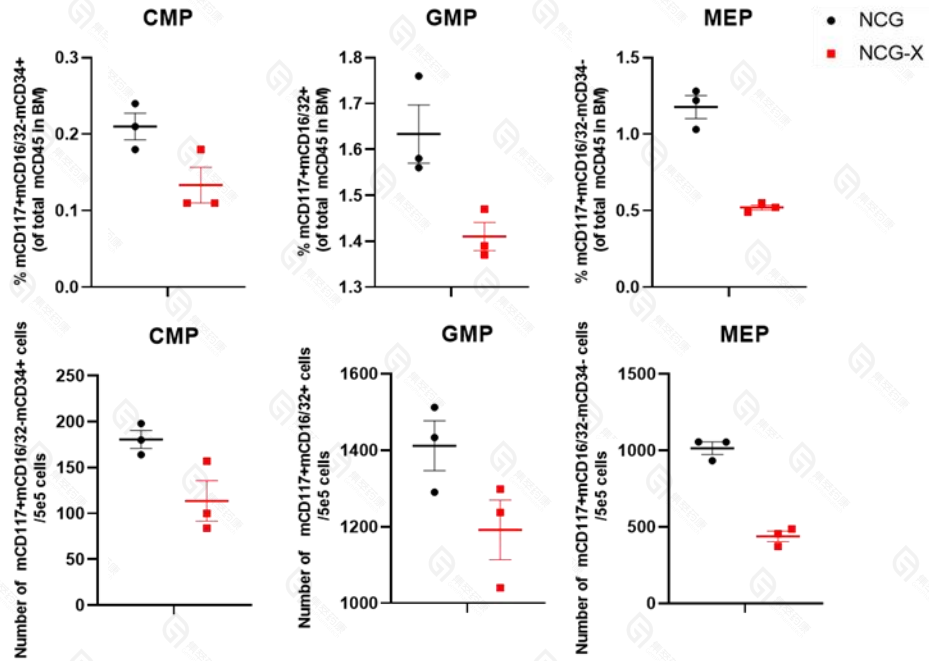 CMP
GMP
MEP
NCG
NCG-X
% mCD117+mCD16/32-mCD34+
(of total mCD45 in BM)
0.3
0.2
0.1
0.0
% mCD117+mCD16/32+
(of total mCD45 in BM)
1.8
1.7
1.6
1.5
1.4
1.3
% mCD117+mCD16/32-mCD34-
(of total mCD45 in BM)
1.5
1.0
0.5
0.0
CMP
GMP
MEP
Number of mCD117+mCD16/32-mCD34+ cells
/5e5 cells
250
200
150
100
50
0
Number of mCD117+mCD16/32+ cells
/5e5 cells
1600
1400
1200
1000
Number of mCD117+mCD16/32-mCD34- cells
/5e5 cells
1500
1000
500
0